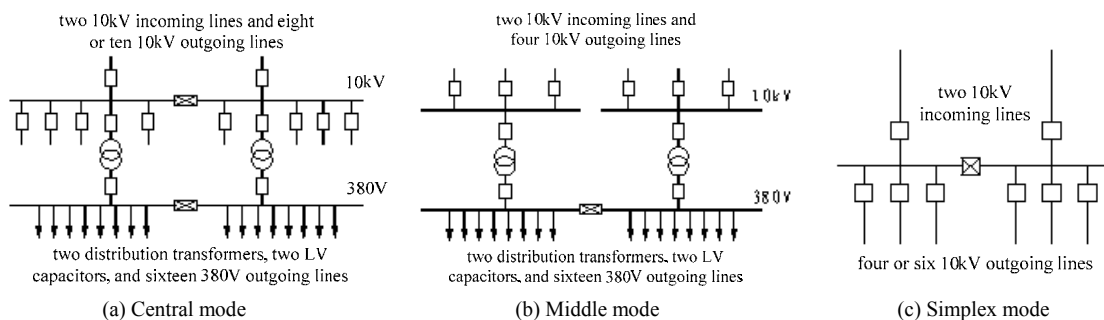 two 10kV incoming lines and eight
or ten 10kV outgoing lines
10kV
380V
two distribution transformers, two LV
capacitors, and sixteen 380V outgoing lines
(a) Central mode
two 10kV incoming lines and
four 10kV outgoing lines
10kV
380V
two distribution transformers, two LV
capacitors, and sixteen 380V outgoing lines
(b) Middle mode
two 10kV
incoming lines
four or six 10kV outgoing lines
(c) Simplex mode